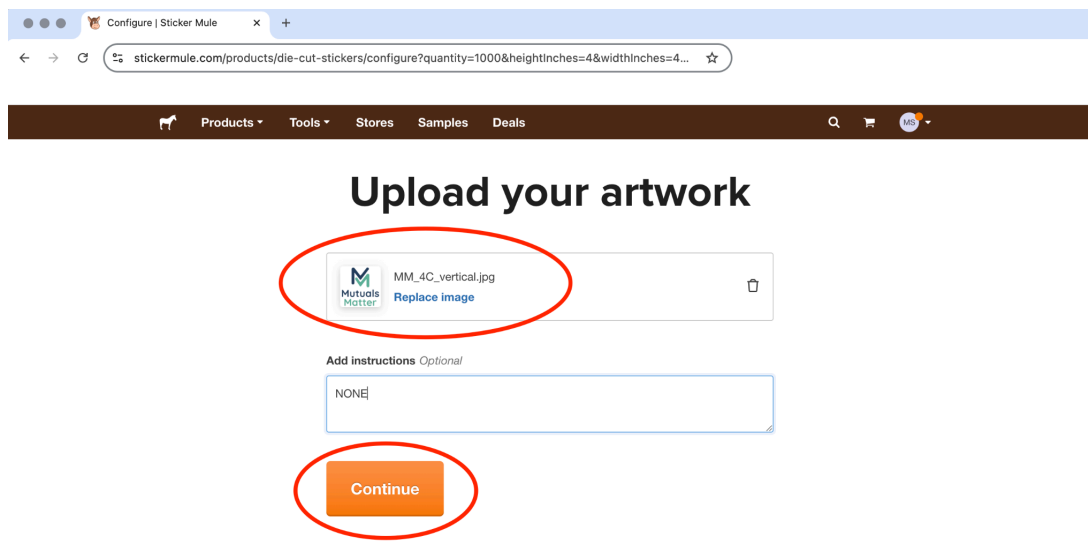 Configure | Sticker Mule
stickermule.com/products/die-cut-stickers/configure?quantity=1000&heightInches=4&widthInches=4...
Products Tools Stores Samples Deals
MS
Upload your artwork
Mutuals
Matter
MM_4C_vertical.jpg
Replace image
Add instructions Optional
NONE
Continue